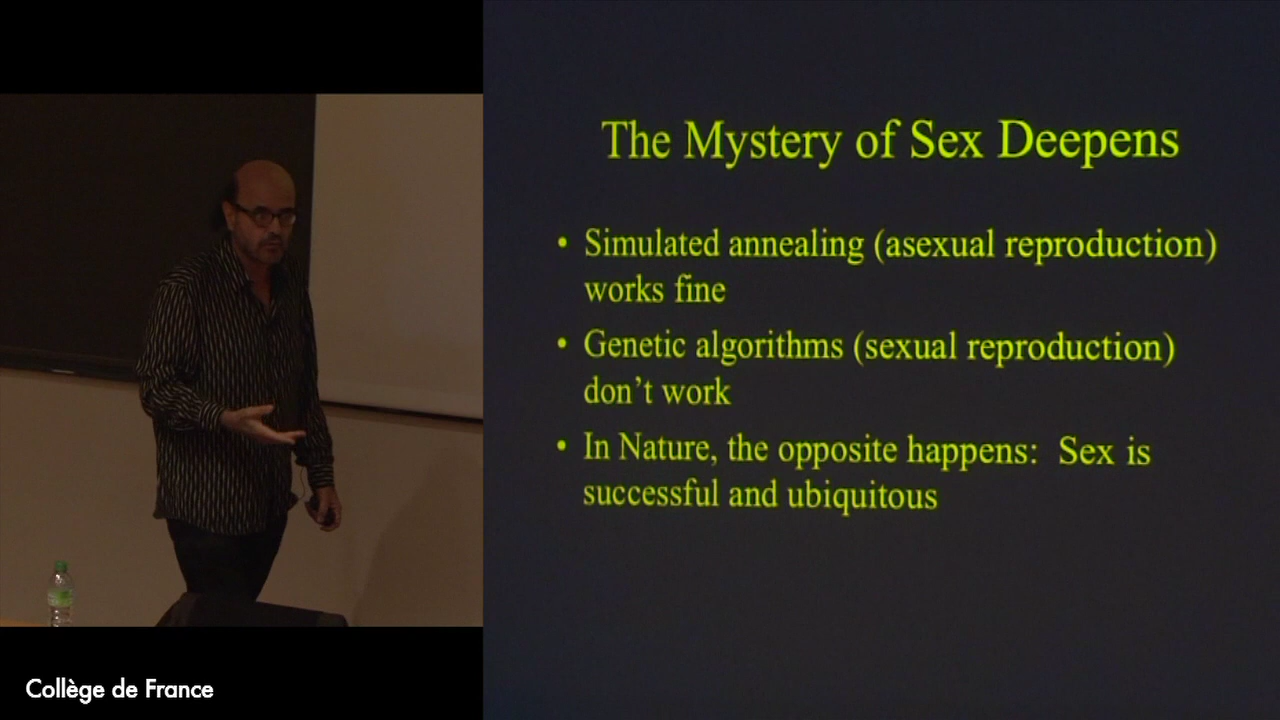 The Mystery of Sex Deepens
• Simulated annealing (asexual reproduction)
works fine
• Genetic algorithms (sexual reproduction)
don't work
• In Nature, the opposite happens:  Sex is
successful and ubiquitous
Collège de France